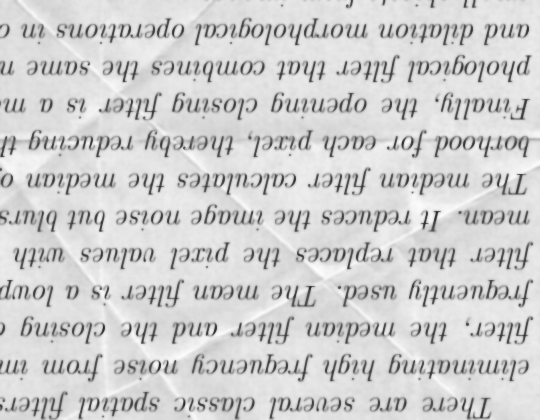 There are several classic spatial filters
eliminating high frequency noise from im
filter, the median filter and the closing o
frequently used. The mean filter is a lowp
filter that replaces the pixel values with
mean. It reduces the image noise but blurs
The median filter calculates the median o
borhood for each pixel, thereby reducing th
Finally, the opening closing filter is a m
phological filter that combines the same n
and dilation morphological operations in o